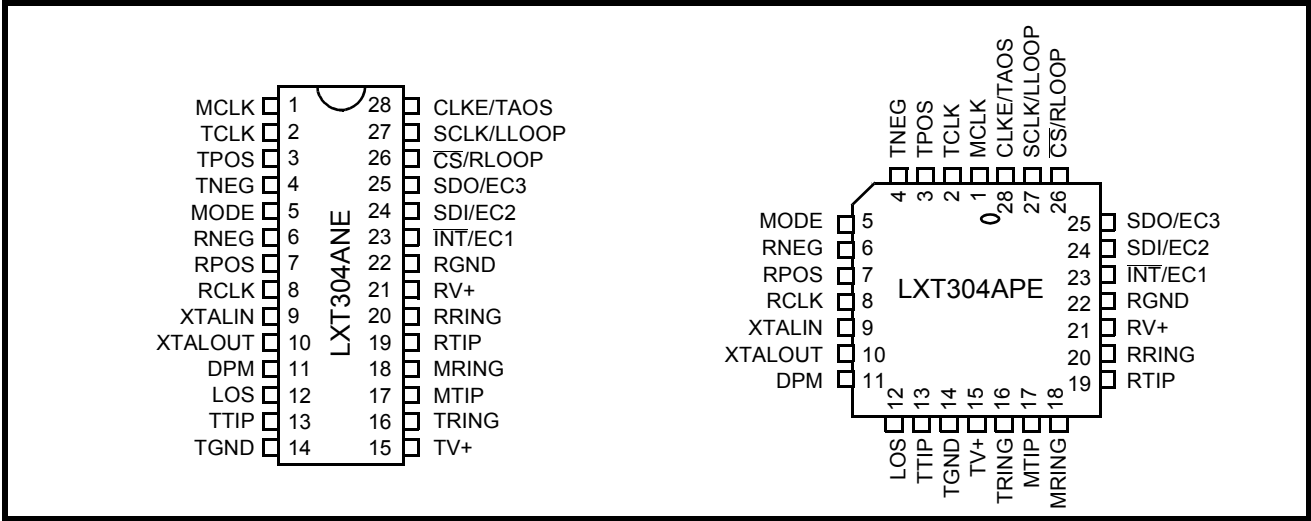 MCLK 1 28 CLKE/TAOS
TCLK 2 27 SCLK/LLOOP
TPOS 3 26 C̅S̅/RLOOP
TNEG 4 25 SDO/EC3
MODE 5 24 SDI/EC2
RNEG 6 23 I̅N̅T̅/EC1
RPOS 7 22 RGND
RCLK 8 21 RV+
XTALIN 9 20 RRING
XTALOUT 10 19 RTIP
DPM 11 18 MRING
LOS 12 17 MTIP
TTIP 13 16 TRING
TGND 14 15 TV+
LXT304ANE
TNEG
TPOS
TCLK
MCLK
CLKE/TAOS
SCLK/LLOOP
C̅S̅/RLOOP
4 3 2 1 28 27 26
MODE 5 25 SDO/EC3
RNEG 6 24 SDI/EC2
RPOS 7 23 I̅N̅T̅/EC1
RCLK 8 22 RGND
XTALIN 9 21 RV+
XTALOUT 10 20 RRING
DPM 11 19 RTIP
LXT304APE
12 13 14 15 16 17 18
LOS
TTIP
TGND
TV+
TRING
MTIP
MRING